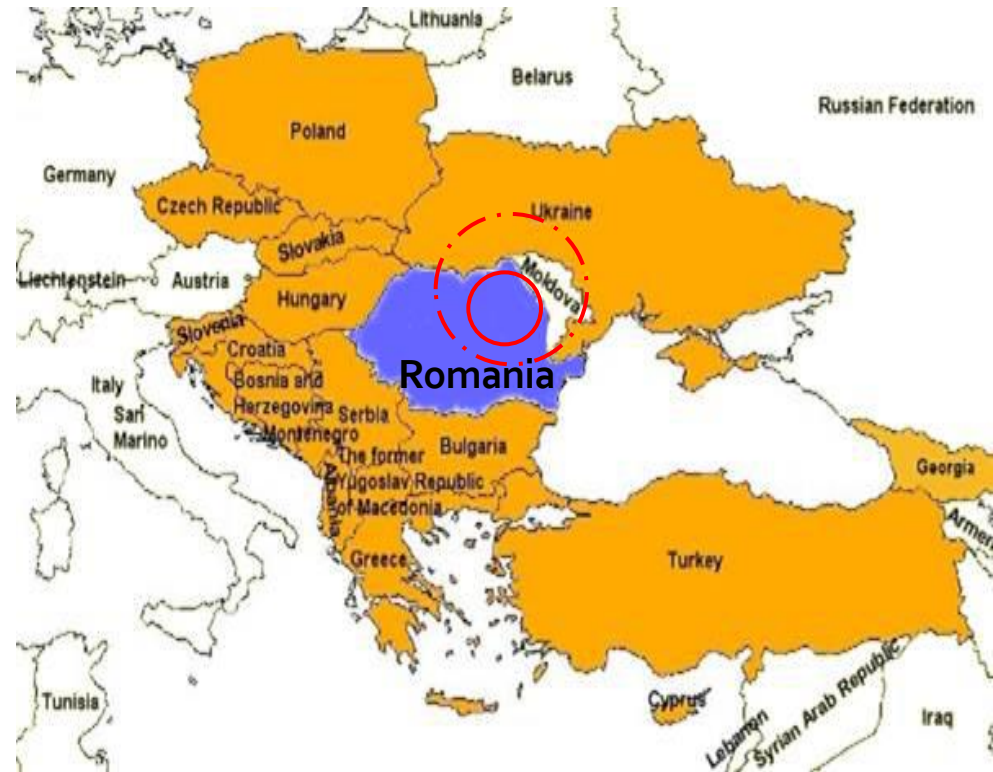 Lithuania
Belarus
Russian Federation
Poland
Germany
Czech Republic
Ukraine
Slovakia
Liechtenstein
Austria
Moldova
Hungary
Slovenia
Croatia
Romania
Italy
Bosnia and
Herzegovina
San
Marino
Serbia
Montenegro
Bulgaria
The former
Yugoslav Republic
of Macedonia
Albania
Georgia
Armen
Greece
Turkey
Tunisia
Cyprus
Lebanon
Syrian Arab Republic
Iraq